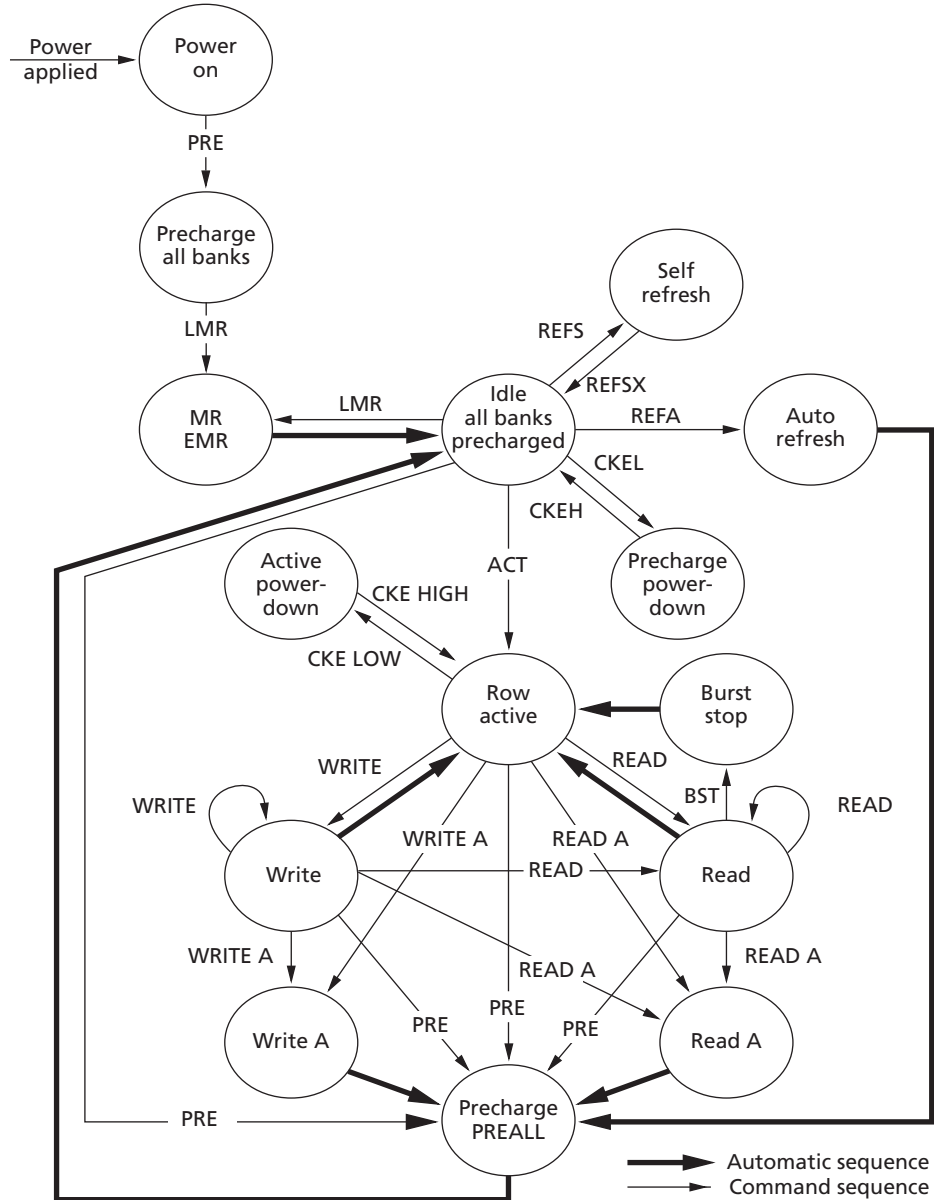 Power
applied
Power
on
PRE
Precharge
all banks
LMR
MR
EMR
LMR
Idle
all banks
precharged
REFS
REFSX
Self
refresh
REFA
Auto
refresh
CKEL
CKEH
Precharge
power-
down
ACT
Active
power-
down
CKE HIGH
CKE LOW
Row
active
Burst
stop
WRITE
READ
BST
WRITE
READ
WRITE A
READ A
Write
READ
Read
WRITE A
READ A
READ A
Write A
PRE
PRE
PRE
Read A
PRE
Precharge
PREALL
Automatic sequence
Command sequence